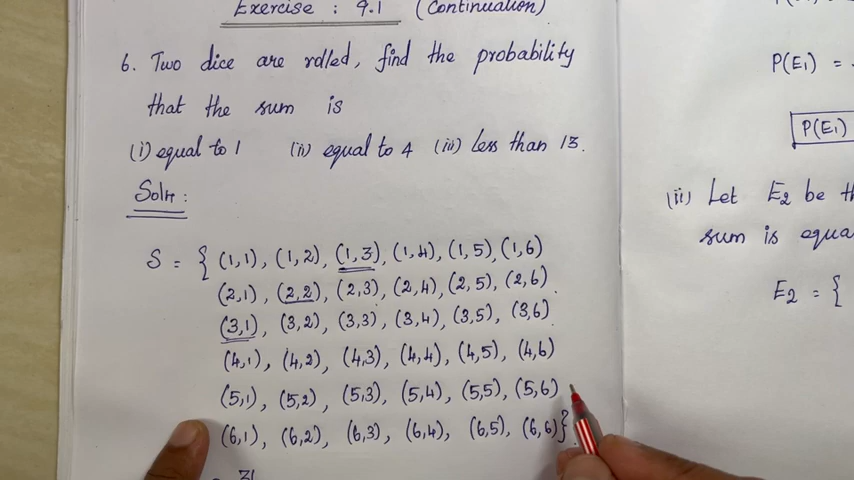 Exercise : 9.1 (Continuation)
6. Two dice are rolled, find the probability
that the sum is
(i) equal to 1 (ii) equal to 4 (iii) Less than 13.
Soln:
S = { (1,1), (1,2), (1,3), (1,4), (1,5), (1,6)
(2,1), (2,2), (2,3), (2,4), (2,5), (2,6)
(3,1), (3,2), (3,3), (3,4), (3,5), (3,6)
(4,1), (4,2), (4,3), (4,4), (4,5), (4,6)
(5,1), (5,2), (5,3), (5,4), (5,5), (5,6)
(6,1), (6,2), (6,3), (6,4), (6,5), (6,6)}
P(E₁) =
P(E₁)
(ii) Let E₂ be
sum is
E₂ = {